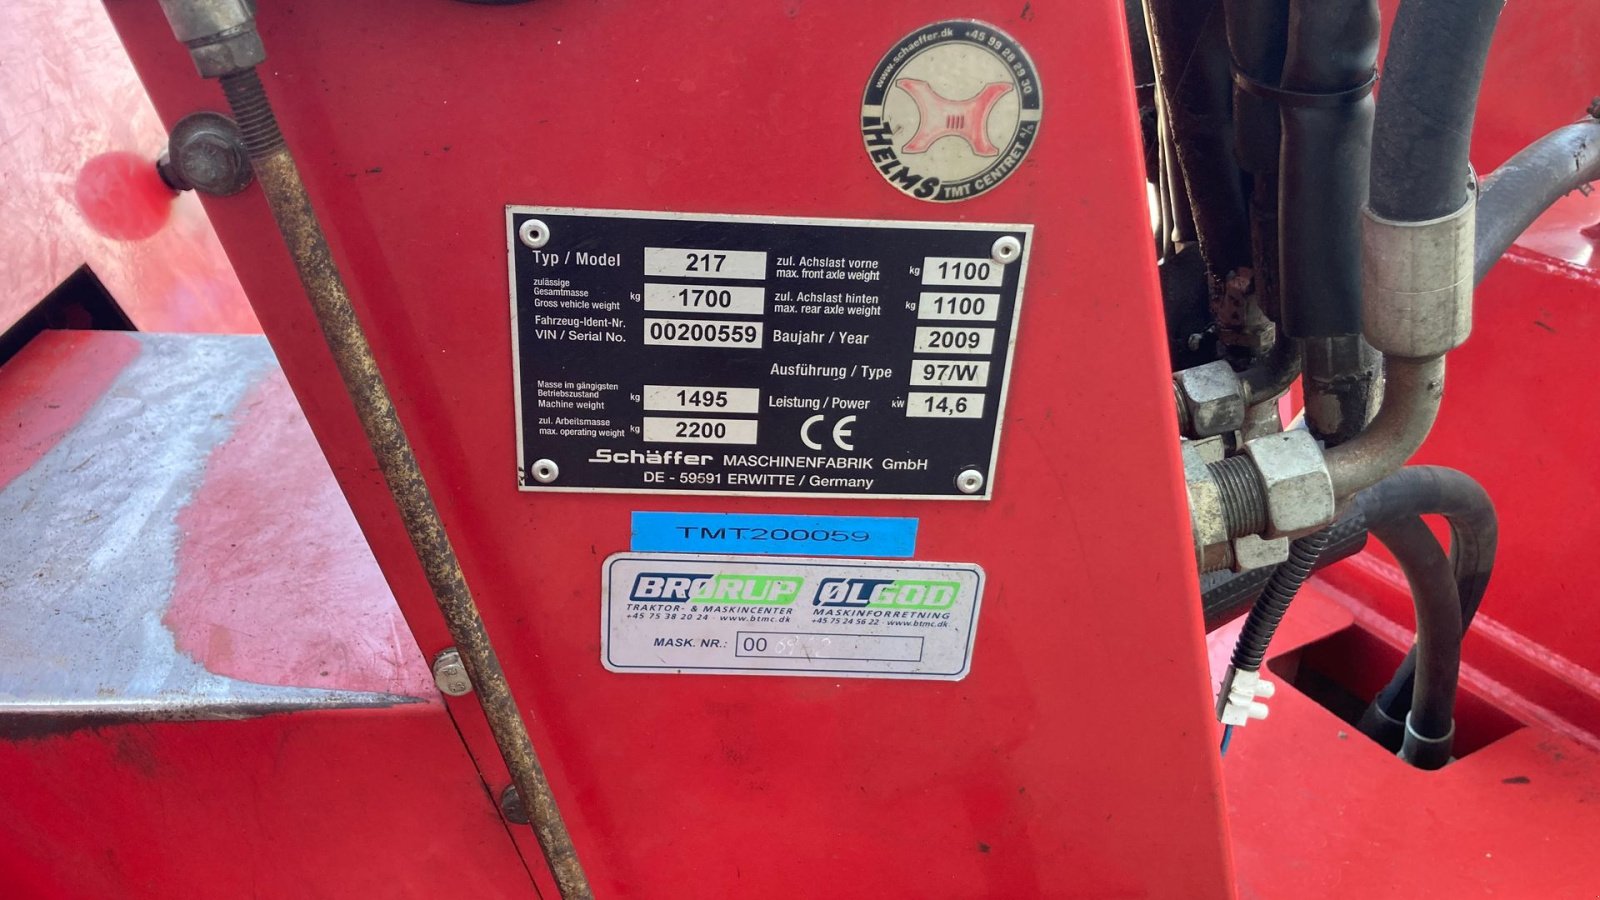 www.schaeffer.dk +45 99 28 29 30
THELMS TMT CENTRET A/S
Typ / Model 217
zulässige
Gesamtmasse
Gross vehicle weight kg 1700
Fahrzeug-Ident-Nr.
VIN / Serial No. 00200559
Masse im gängigsten
Betriebszustand
Machine weight kg 1495
zul. Arbeitsmasse
max. operating weight kg 2200
zul. Achslast vorne
max. front axle weight kg 1100
zul. Achslast hinten
max. rear axle weight kg 1100
Baujahr / Year 2009
Ausführung / Type 97/W
Leistung / Power kW 14,6
CE
Schäffer MASCHINENFABRIK GmbH
DE - 59591 ERWITTE / Germany
TMT200059
BRØRUP
TRAKTOR- & MASKINCENTER
+45 75 38 20 24 · www.btmc.dk
ØLGOD
MASKINFORRETNING
+45 75 24 56 22 · www.btmc.dk
MASK. NR.: 00